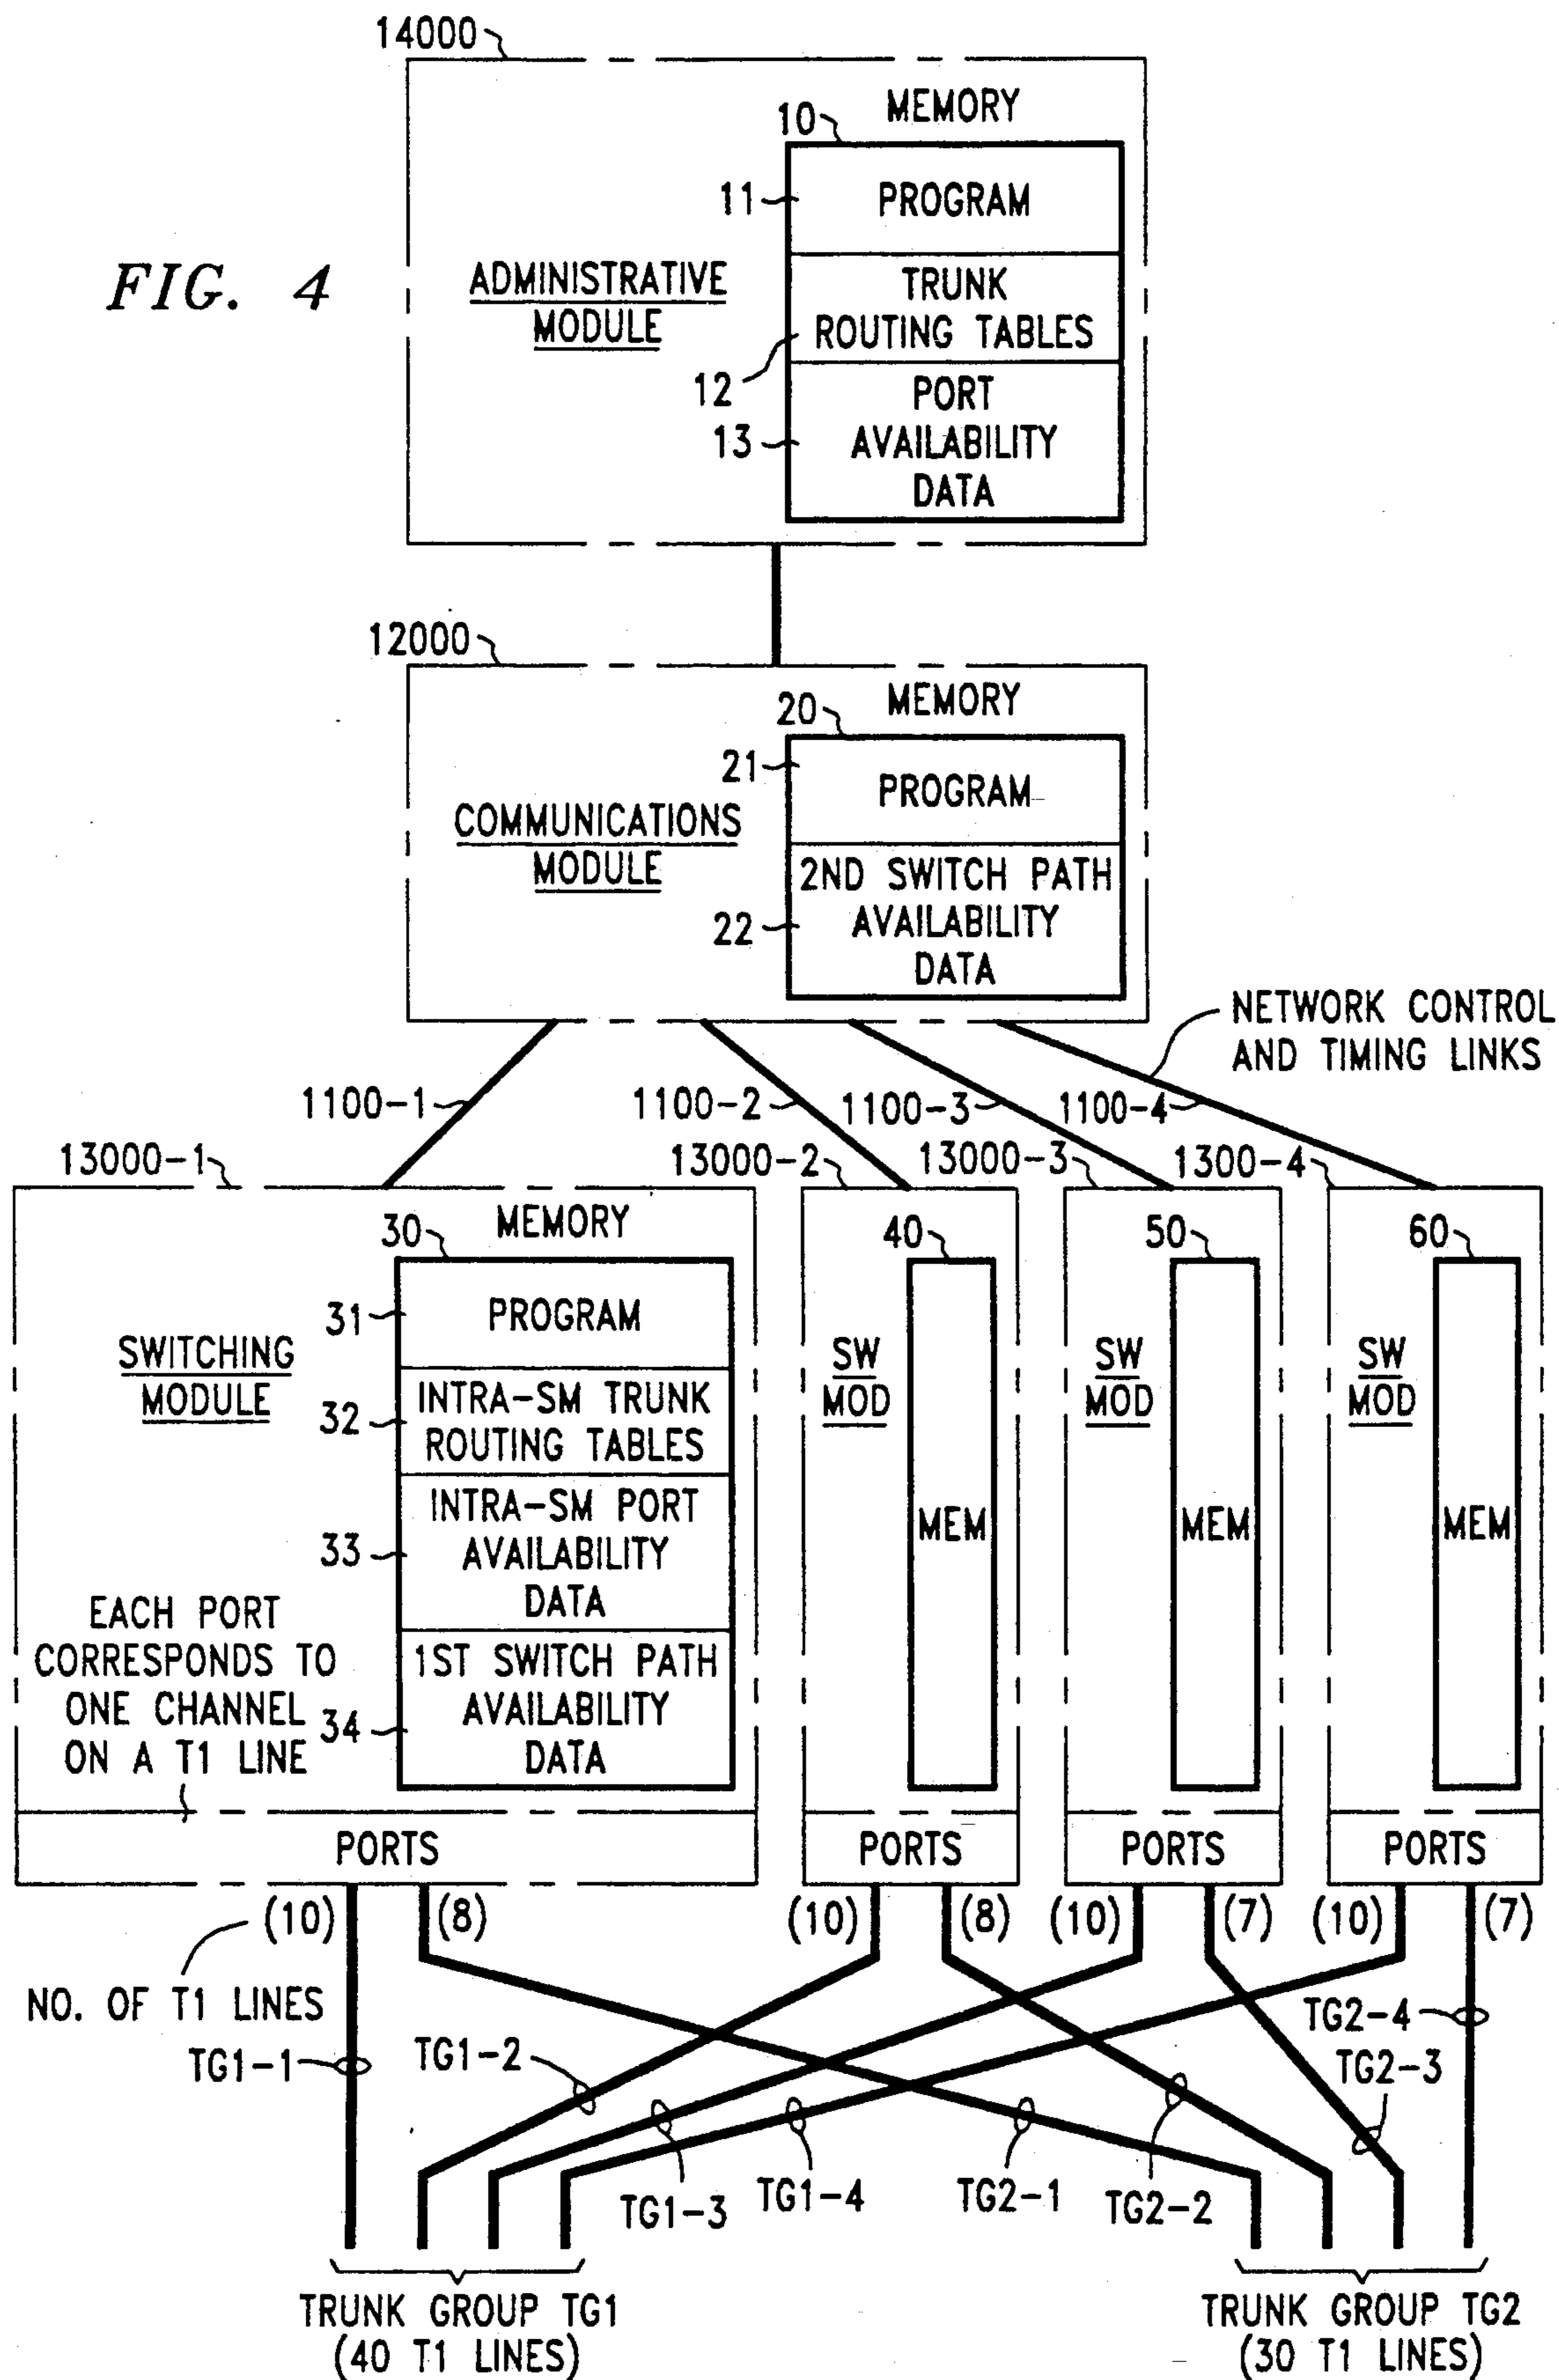 14000
MEMORY
10
11
PROGRAM
FIG. 4
ADMINISTRATIVE
MODULE
TRUNK
ROUTING TABLES
12
PORT
AVAILABILITY
DATA
13
12000
MEMORY
20
21
PROGRAM
COMMUNICATIONS
MODULE
2ND SWITCH PATH
AVAILABILITY
DATA
22
NETWORK CONTROL
AND TIMING LINKS
1100-1
1100-2
1100-3
1100-4
13000-1
13000-2
13000-3
1300-4
MEMORY
30
31
PROGRAM
SWITCHING
MODULE
32
INTRA-SM TRUNK
ROUTING TABLES
33
INTRA-SM PORT
AVAILABILITY
DATA
34
1ST SWITCH PATH
AVAILABILITY
DATA
EACH PORT
CORRESPONDS TO
ONE CHANNEL
ON A T1 LINE
40
SW
MOD
MEM
50
SW
MOD
MEM
60
SW
MOD
MEM
PORTS
PORTS
PORTS
PORTS
(10)
(8)
(10)
(8)
(10)
(7)
(10)
(7)
NO. OF T1 LINES
TG1-1
TG1-2
TG2-4
TG2-3
TG1-3
TG1-4
TG2-1
TG2-2
TRUNK GROUP TG1
(40 T1 LINES)
TRUNK GROUP TG2
(30 T1 LINES)